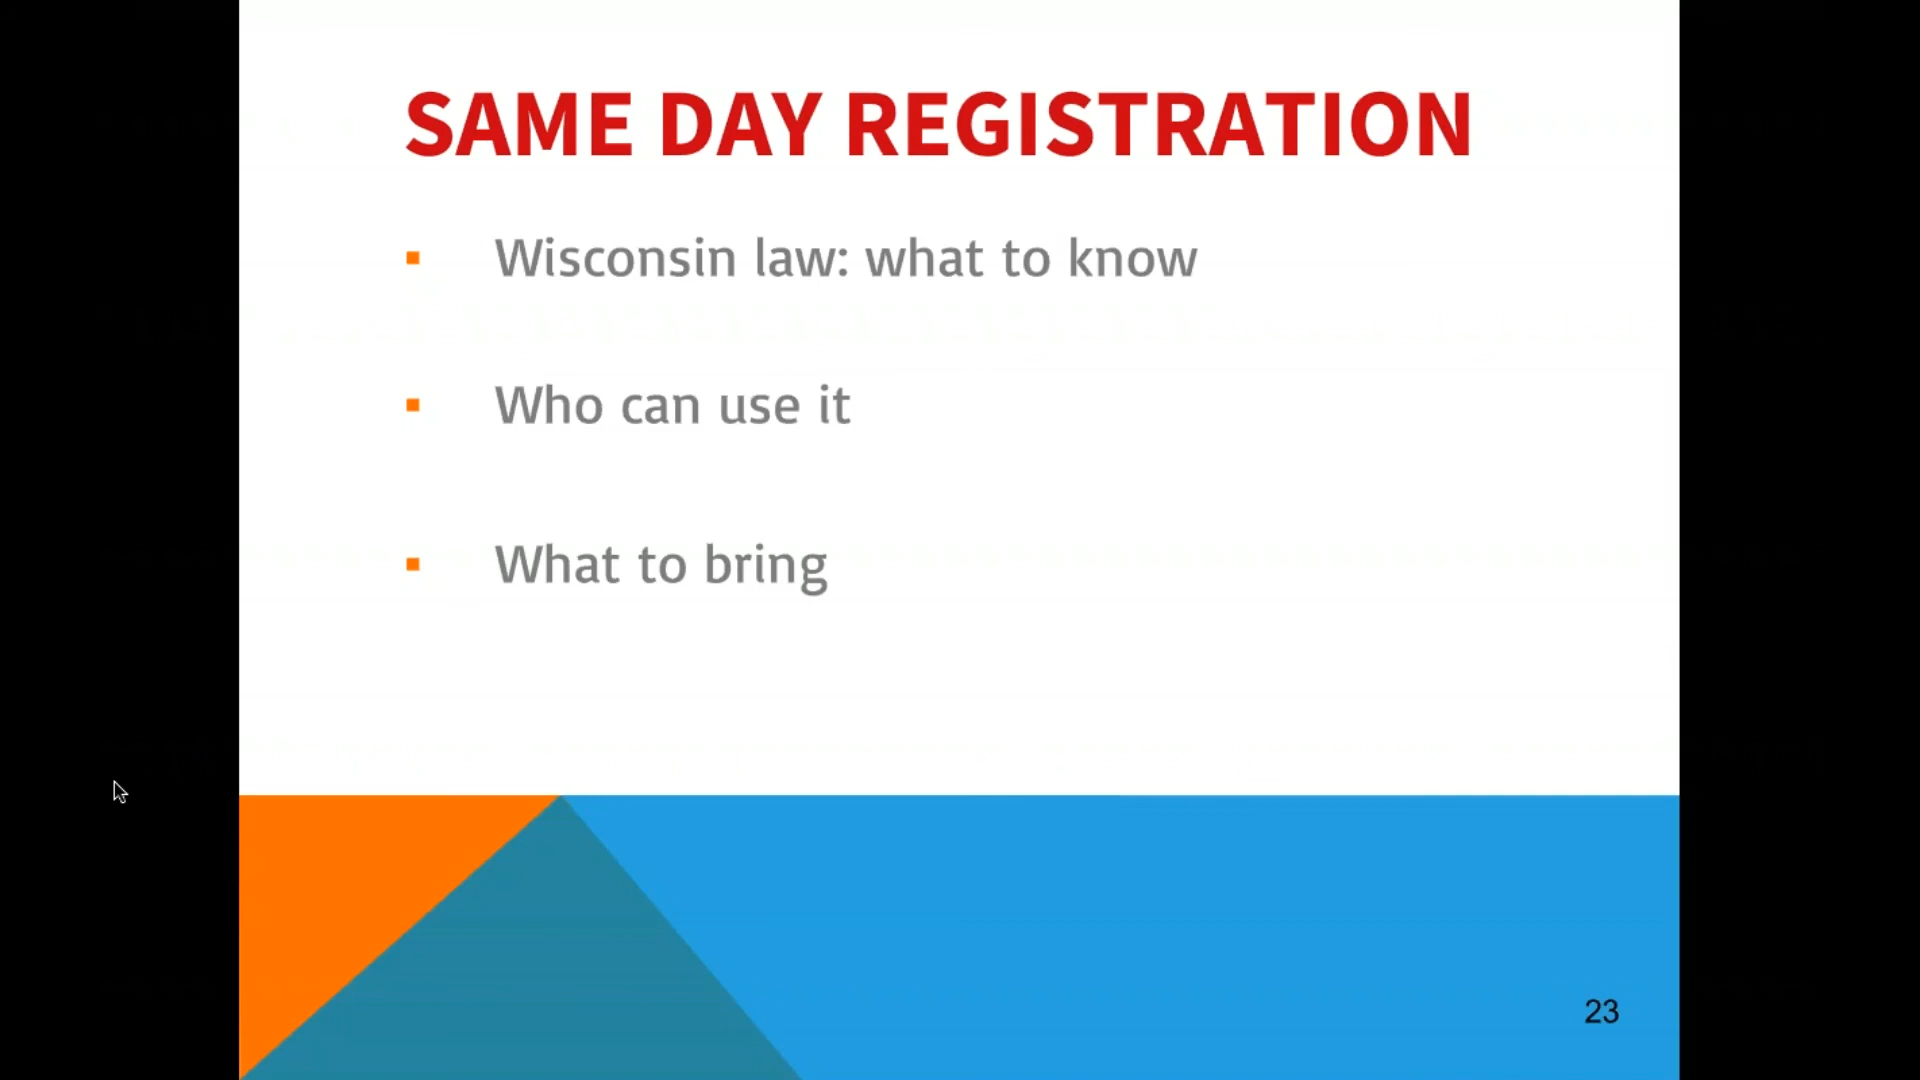 SAME DAY REGISTRATION
Wisconsin law: what to know
Who can use it
What to bring
23